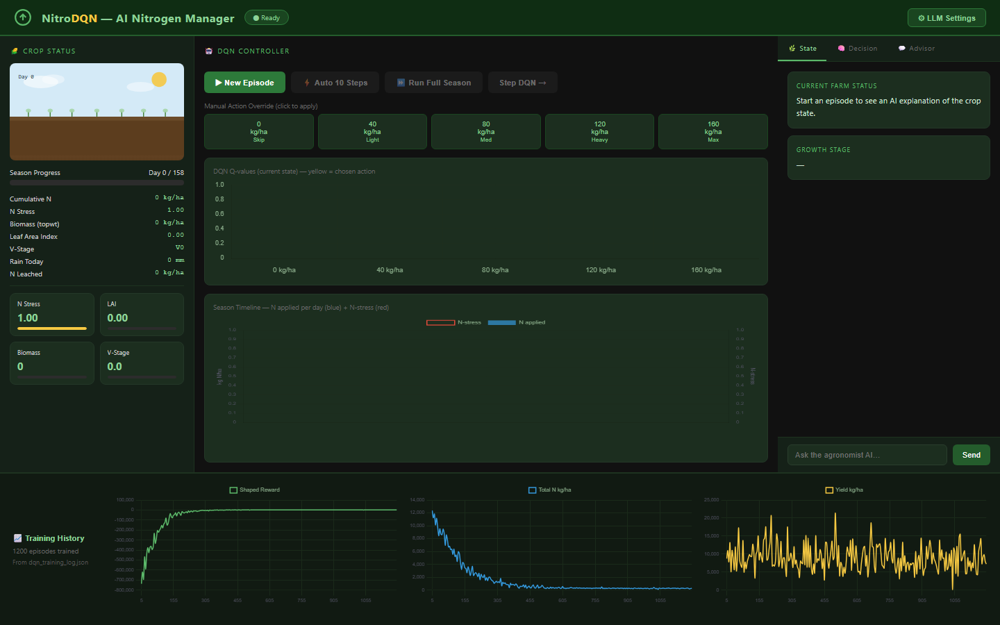 NitroDQN — AI Nitrogen Manager
Ready
⚙ LLM Settings
CROP STATUS
Day 0
Season Progress
Day 0 / 158
Cumulative N
0 kg/ha
N Stress
1.00
Biomass (topwt)
0 kg/ha
Leaf Area Index
0.00
V-Stage
V0
Rain Today
0 mm
N Leached
0 kg/ha
N Stress
1.00
LAI
0.00
Biomass
0
V-Stage
0.0
DQN CONTROLLER
▶ New Episode
Auto 10 Steps
Run Full Season
Step DQN →
Manual Action Override (click to apply)
0
kg/ha
Skip
40
kg/ha
Light
80
kg/ha
Med
120
kg/ha
Heavy
160
kg/ha
Max
DQN Q-values (current state) — yellow = chosen action
1.0
0.8
0.6
0.4
0.2
0
0 kg/ha
40 kg/ha
80 kg/ha
120 kg/ha
160 kg/ha
Season Timeline — N applied per day (blue) + N-stress (red)
N-stress
N applied
1.0
0.9
0.8
0.7
0.6
0.5
0.4
0.3
0.2
0.1
0
kg N/ha
1.0
0.9
0.8
0.7
0.6
0.5
0.4
0.3
0.2
0.1
0
N-stress
State
Decision
Advisor
CURRENT FARM STATUS
Start an episode to see an AI explanation of the crop
state.
GROWTH STAGE
—
Ask the agronomist AI...
Send
Training History
1200 episodes trained
From dqn_training_log.json
Shaped Reward
100,000
0
-100,000
-200,000
-300,000
-400,000
-500,000
-600,000
-700,000
-800,000
5
155
305
455
605
755
905
1055
Total N kg/ha
14,000
12,000
10,000
8,000
6,000
4,000
2,000
0
5
155
305
455
605
755
905
1055
Yield kg/ha
25,000
20,000
15,000
10,000
5,000
0
5
155
305
455
605
755
905
1055